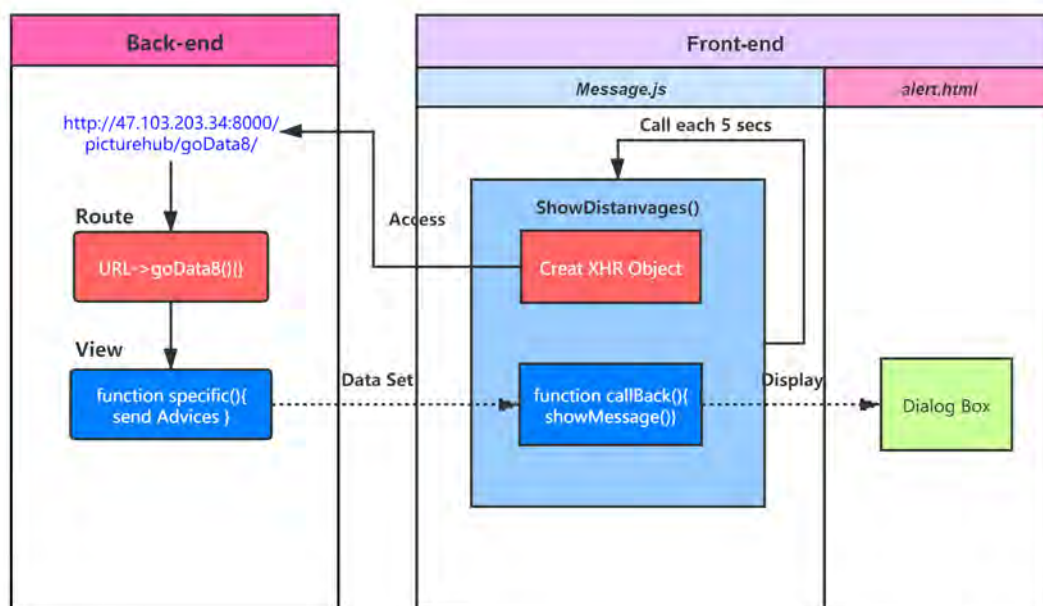 Back-end
http://47.103.203.34:8000/
picturehub/goData8/
Route
URL->goData8(){}
View
function specific(){
send Advices }
Access
Data Set
Front-end
Message.js
alert.html
Call each 5 secs
ShowDistanvages()
Creat XHR Object
function callBack(){
showMessage()}
Display
Dialog Box